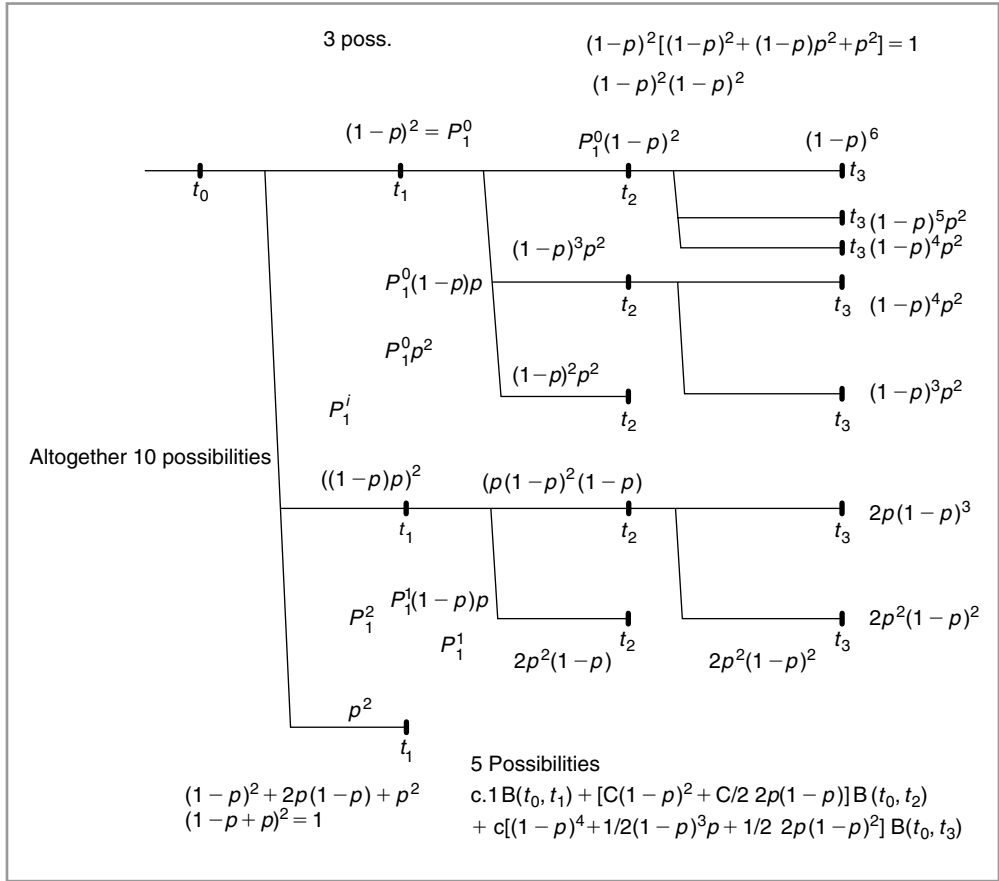 3 poss.
(1−p)²[(1−p)²+(1−p)p²+p²]=1
(1−p)²(1−p)²
(1−p)² = P₁⁰
P₁⁰(1−p)²
(1−p)⁶
t₀
t₁
t₂
t₃
t₃ (1−p)⁵p²
t₃ (1−p)⁴p²
(1−p)³p²
P₁⁰(1−p)p
t₂
t₃
(1−p)⁴p²
P₁⁰p²
(1−p)²p²
t₂
t₃
(1−p)³p²
P₁ⁱ
Altogether 10 possibilities
((1−p)p)²
(p(1−p)²(1−p)
t₁
t₂
t₃
2p(1−p)³
P₁²
P₁¹(1−p)p
P₁¹
t₂
t₃
2p²(1−p)²
2p²(1−p)
2p²(1−p)²
p²
t₁
(1−p)²+2p(1−p)+p²
(1−p+p)²=1
5 Possibilities
c.1 B(t₀, t₁) + [C(1−p)²+C/2 2p(1−p)]B(t₀, t₂)
+ c[(1−p)⁴+1/2(1−p)³p+1/2 2p(1−p)²] B(t₀, t₃)